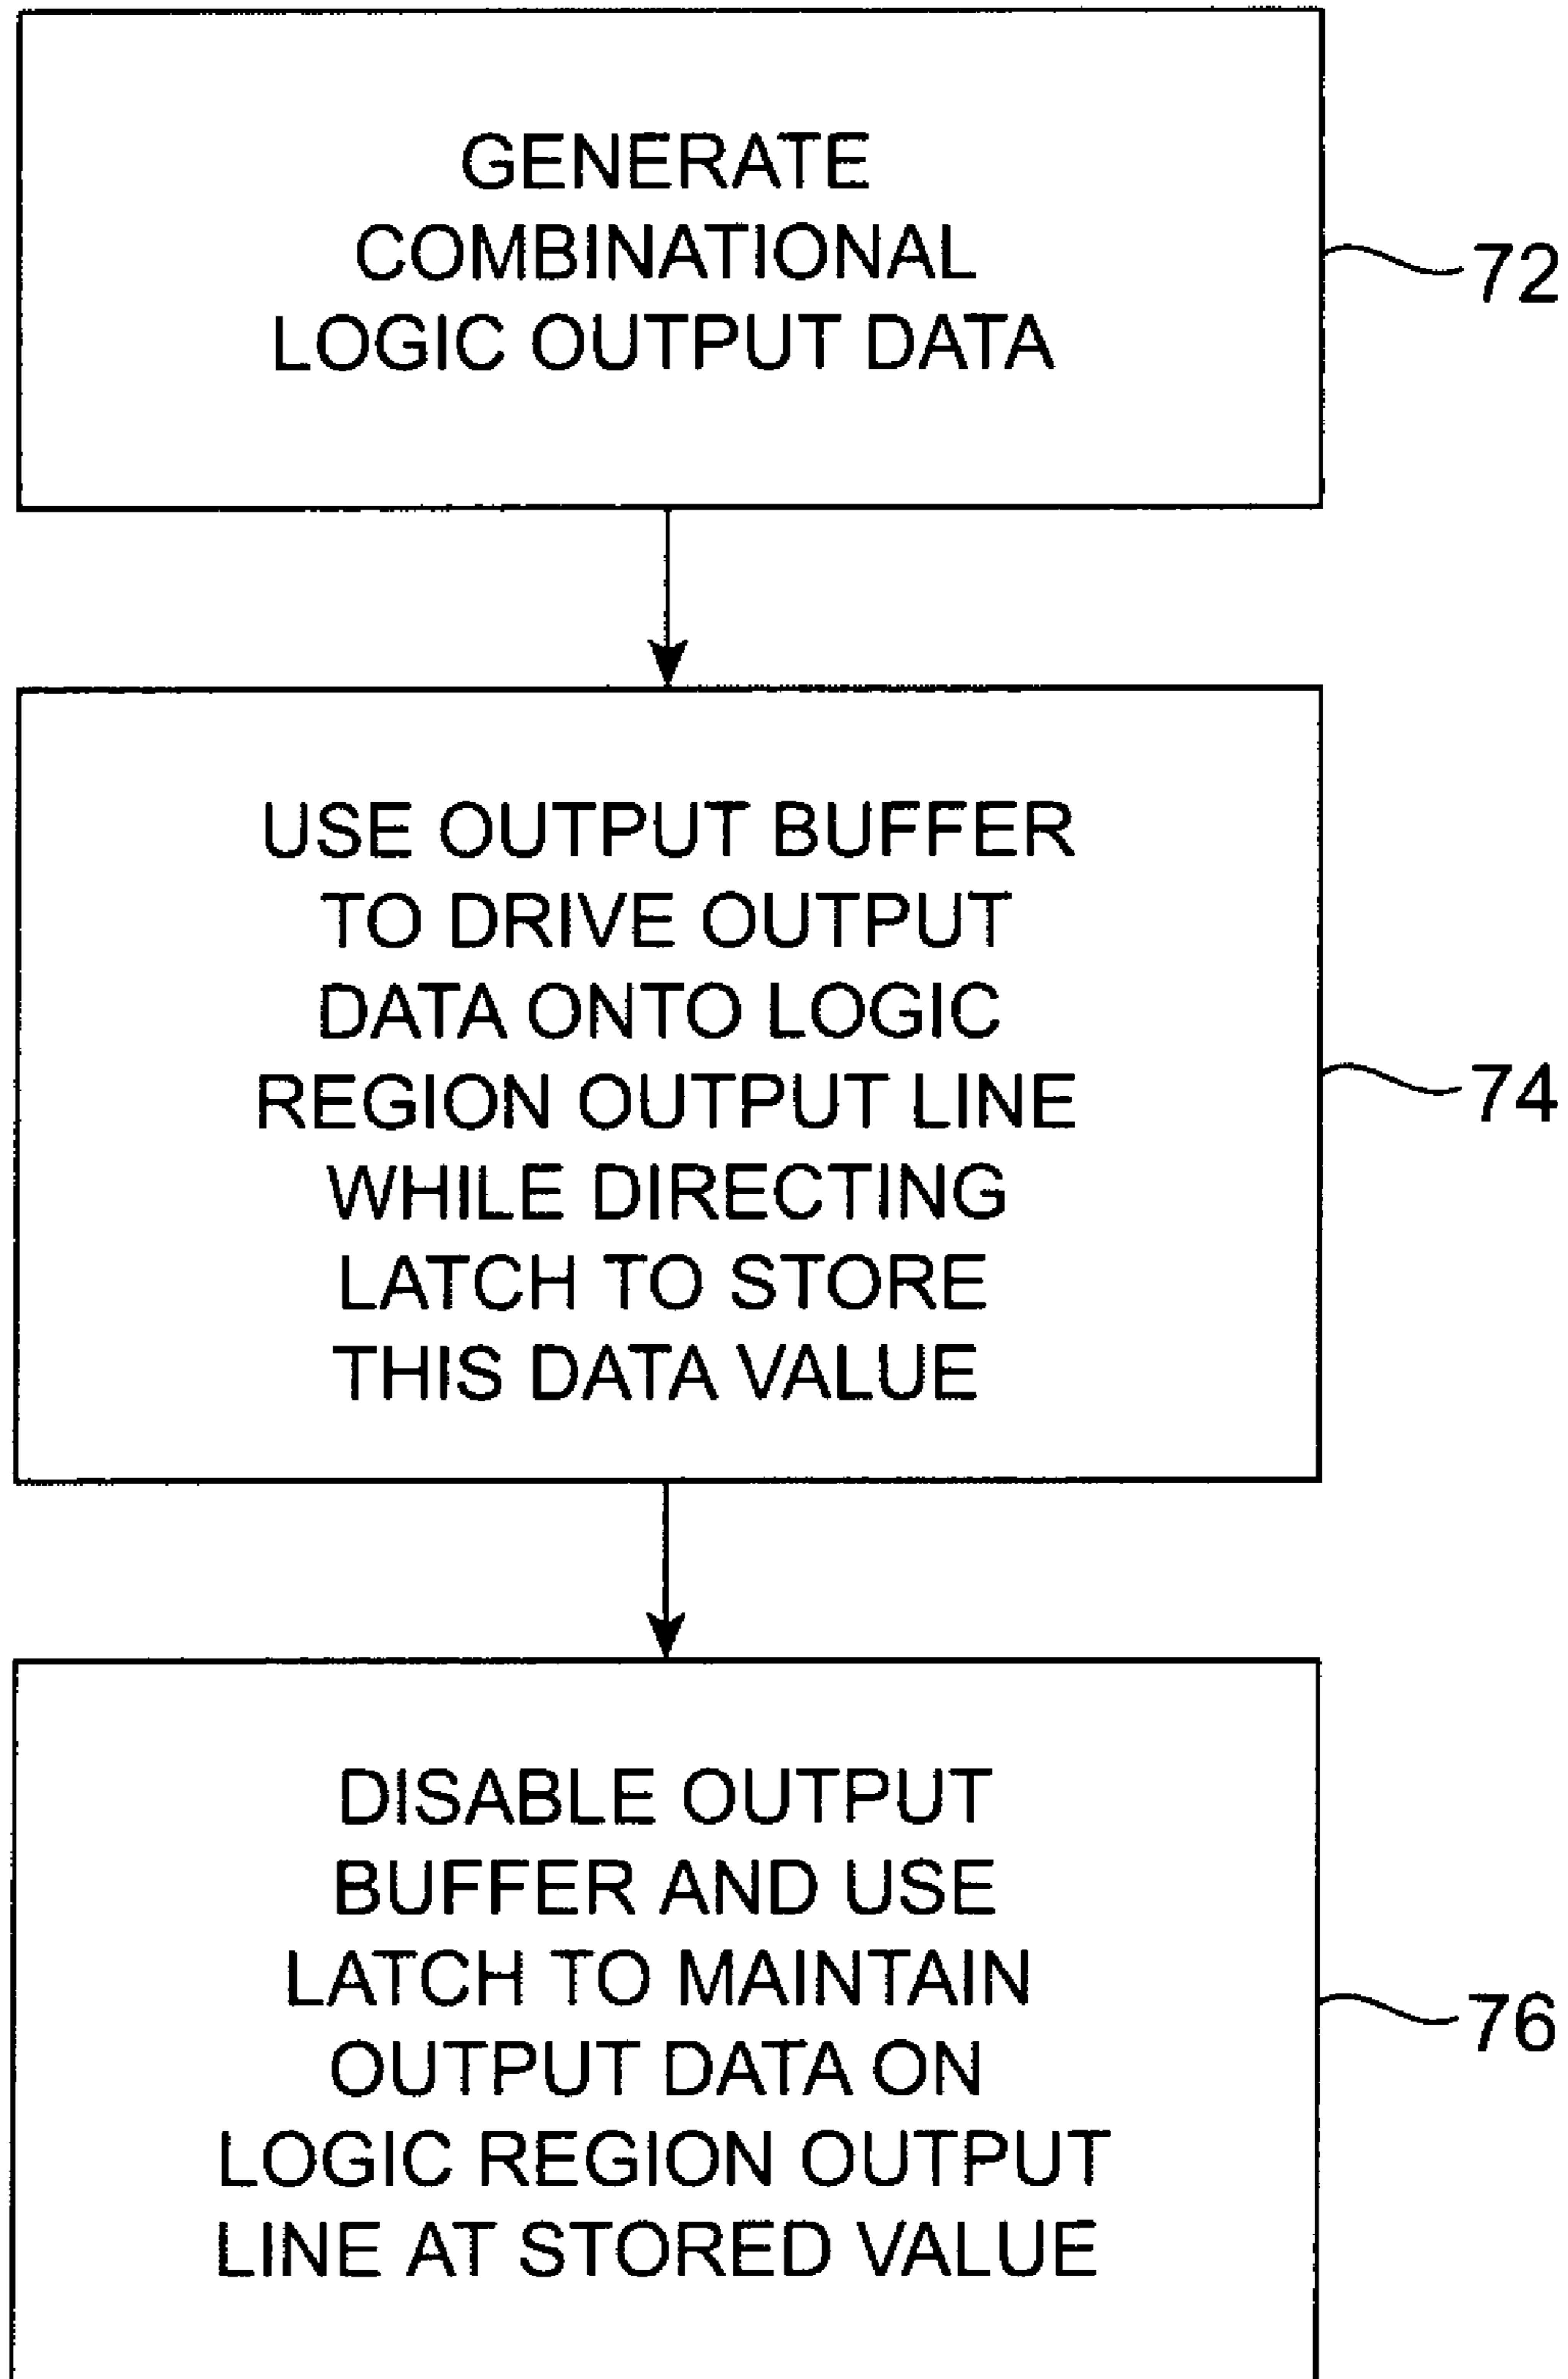 GENERATE
COMBINATIONAL
LOGIC OUTPUT DATA
72
USE OUTPUT BUFFER
TO DRIVE OUTPUT
DATA ONTO LOGIC
REGION OUTPUT LINE
WHILE DIRECTING
LATCH TO STORE
THIS DATA VALUE
74
DISABLE OUTPUT
BUFFER AND USE
LATCH TO MAINTAIN
OUTPUT DATA ON
LOGIC REGION OUTPUT
LINE AT STORED VALUE
76